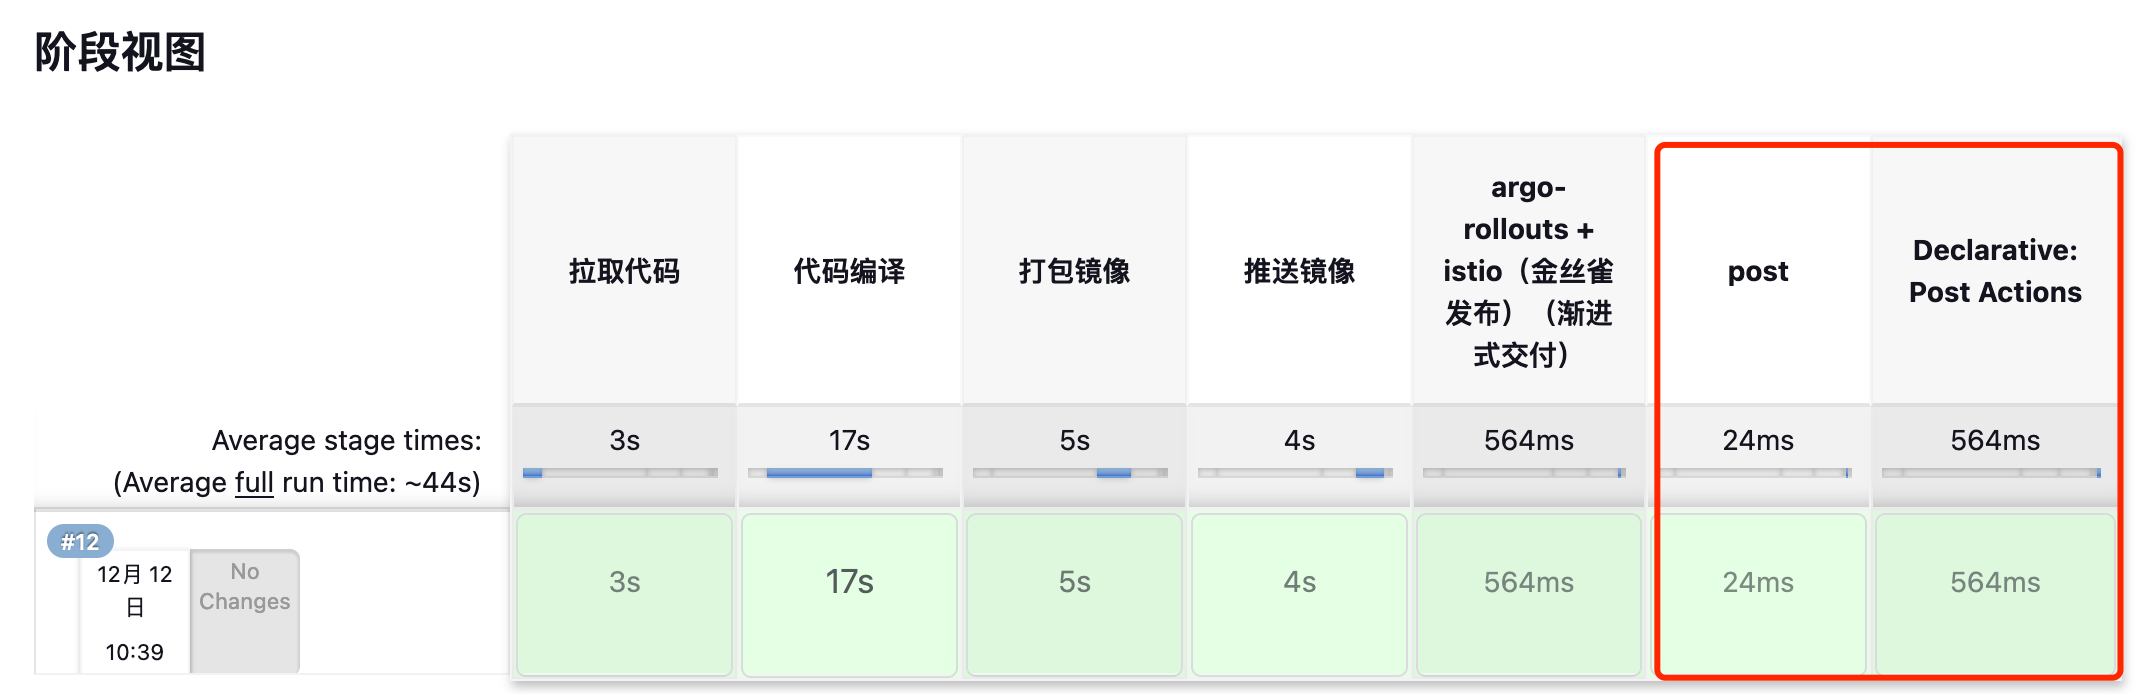 阶段视图
argo-
rollouts +
istio（金丝雀
发布）（渐进
式交付）
拉取代码
代码编译
打包镜像
推送镜像
post
Declarative:
Post Actions
Average stage times:
(Average full run time: ~44s)
3s
17s
5s
4s
564ms
24ms
564ms
#12
12月 12
日
10:39
No
Changes
3s
17s
5s
4s
564ms
24ms
564ms